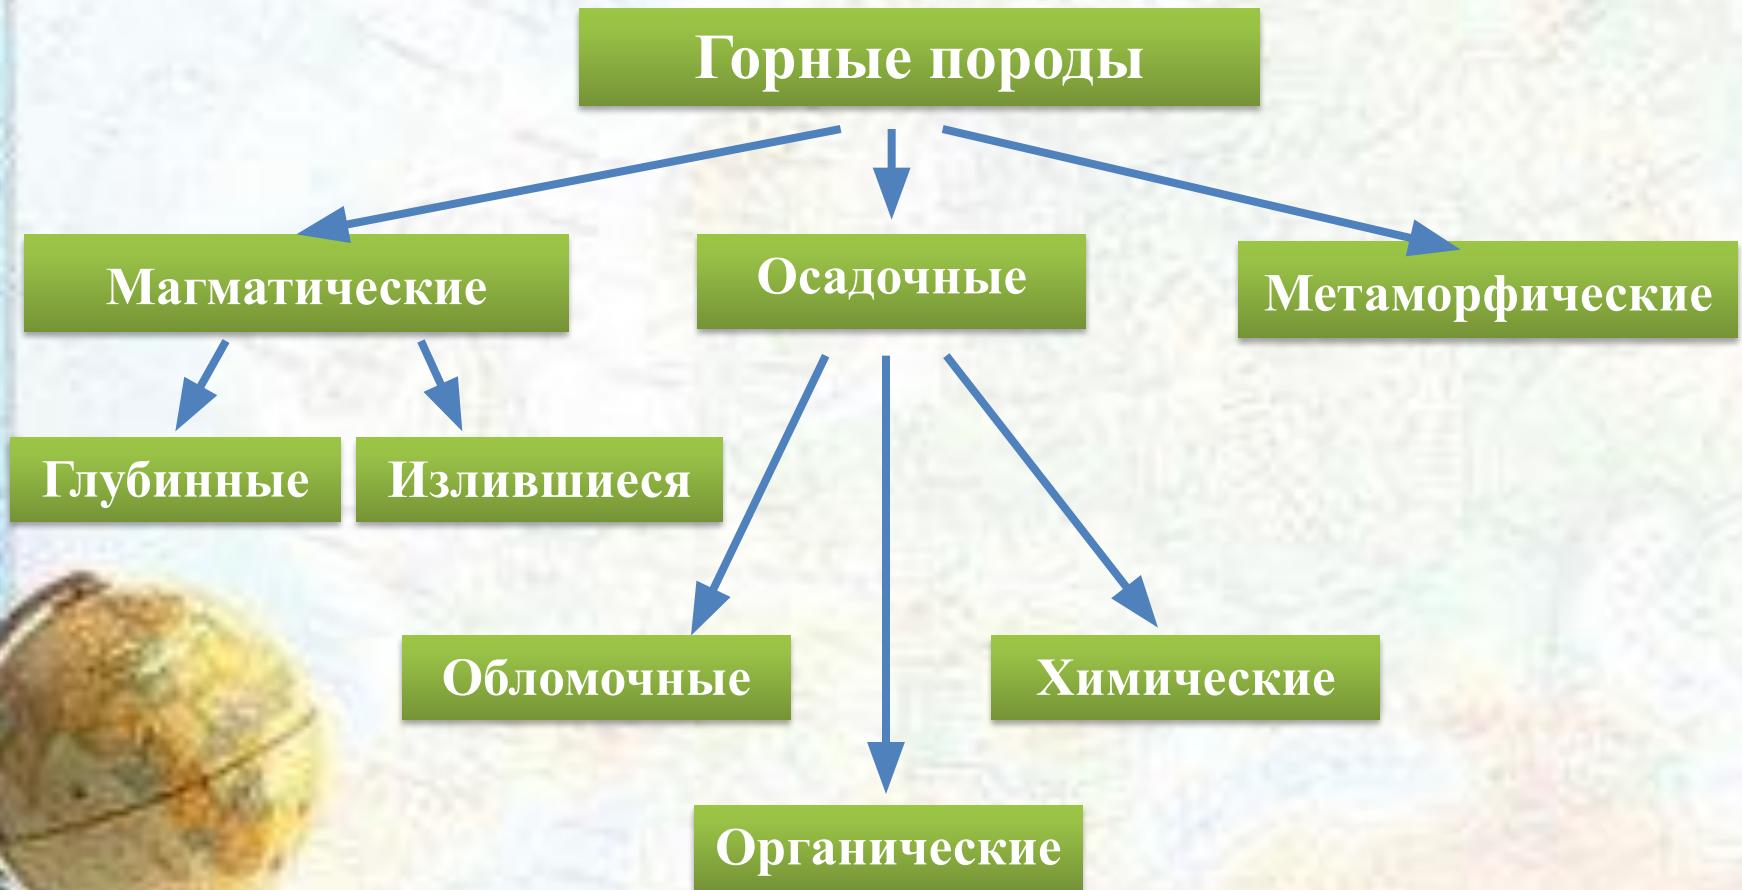 Горные породы
Магматические
Осадочные
Метаморфические
Глубинные
Излившиеся
Обломочные
Химические
Органические